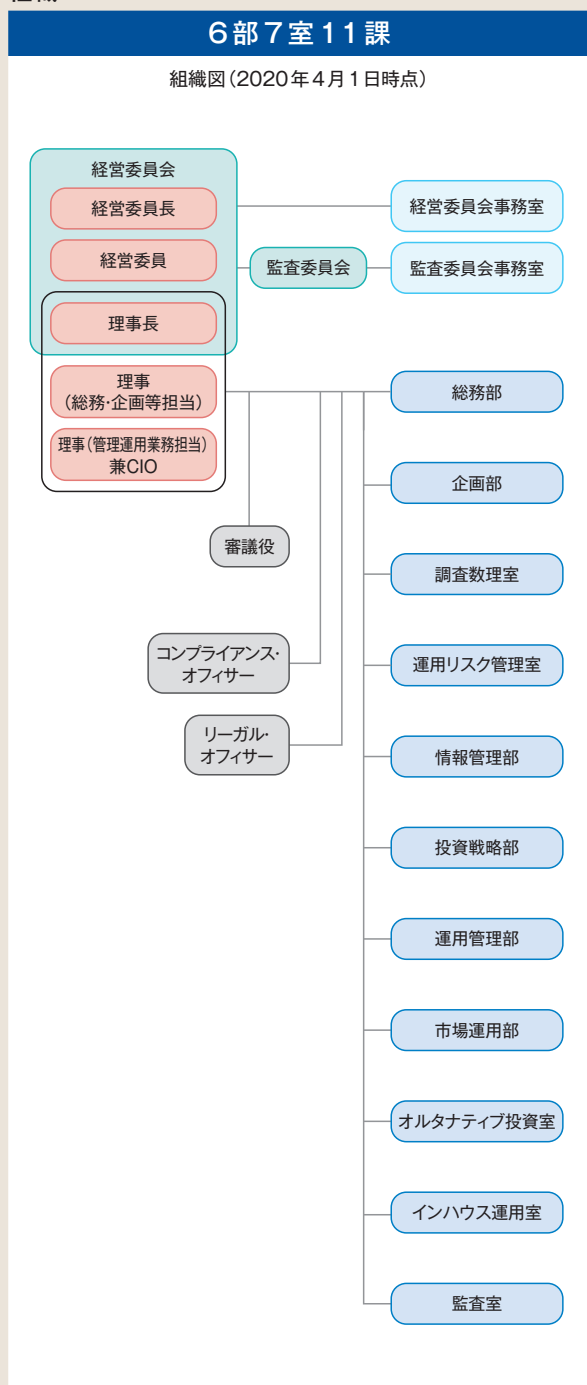 6部7室11課
組織図（2020年4月1日時点）
経営委員会
経営委員長
経営委員
理事長
理事
（総務・企画等担当）
理事（管理運用業務担当）
兼CIO
監査委員会
経営委員会事務室
監査委員会事務室
審議役
コンプライアンス・
オフィサー
リーガル・
オフィサー
総務部
企画部
調査数理室
運用リスク管理室
情報管理部
投資戦略部
運用管理部
市場運用部
オルタナティブ投資室
インハウス運用室
監査室